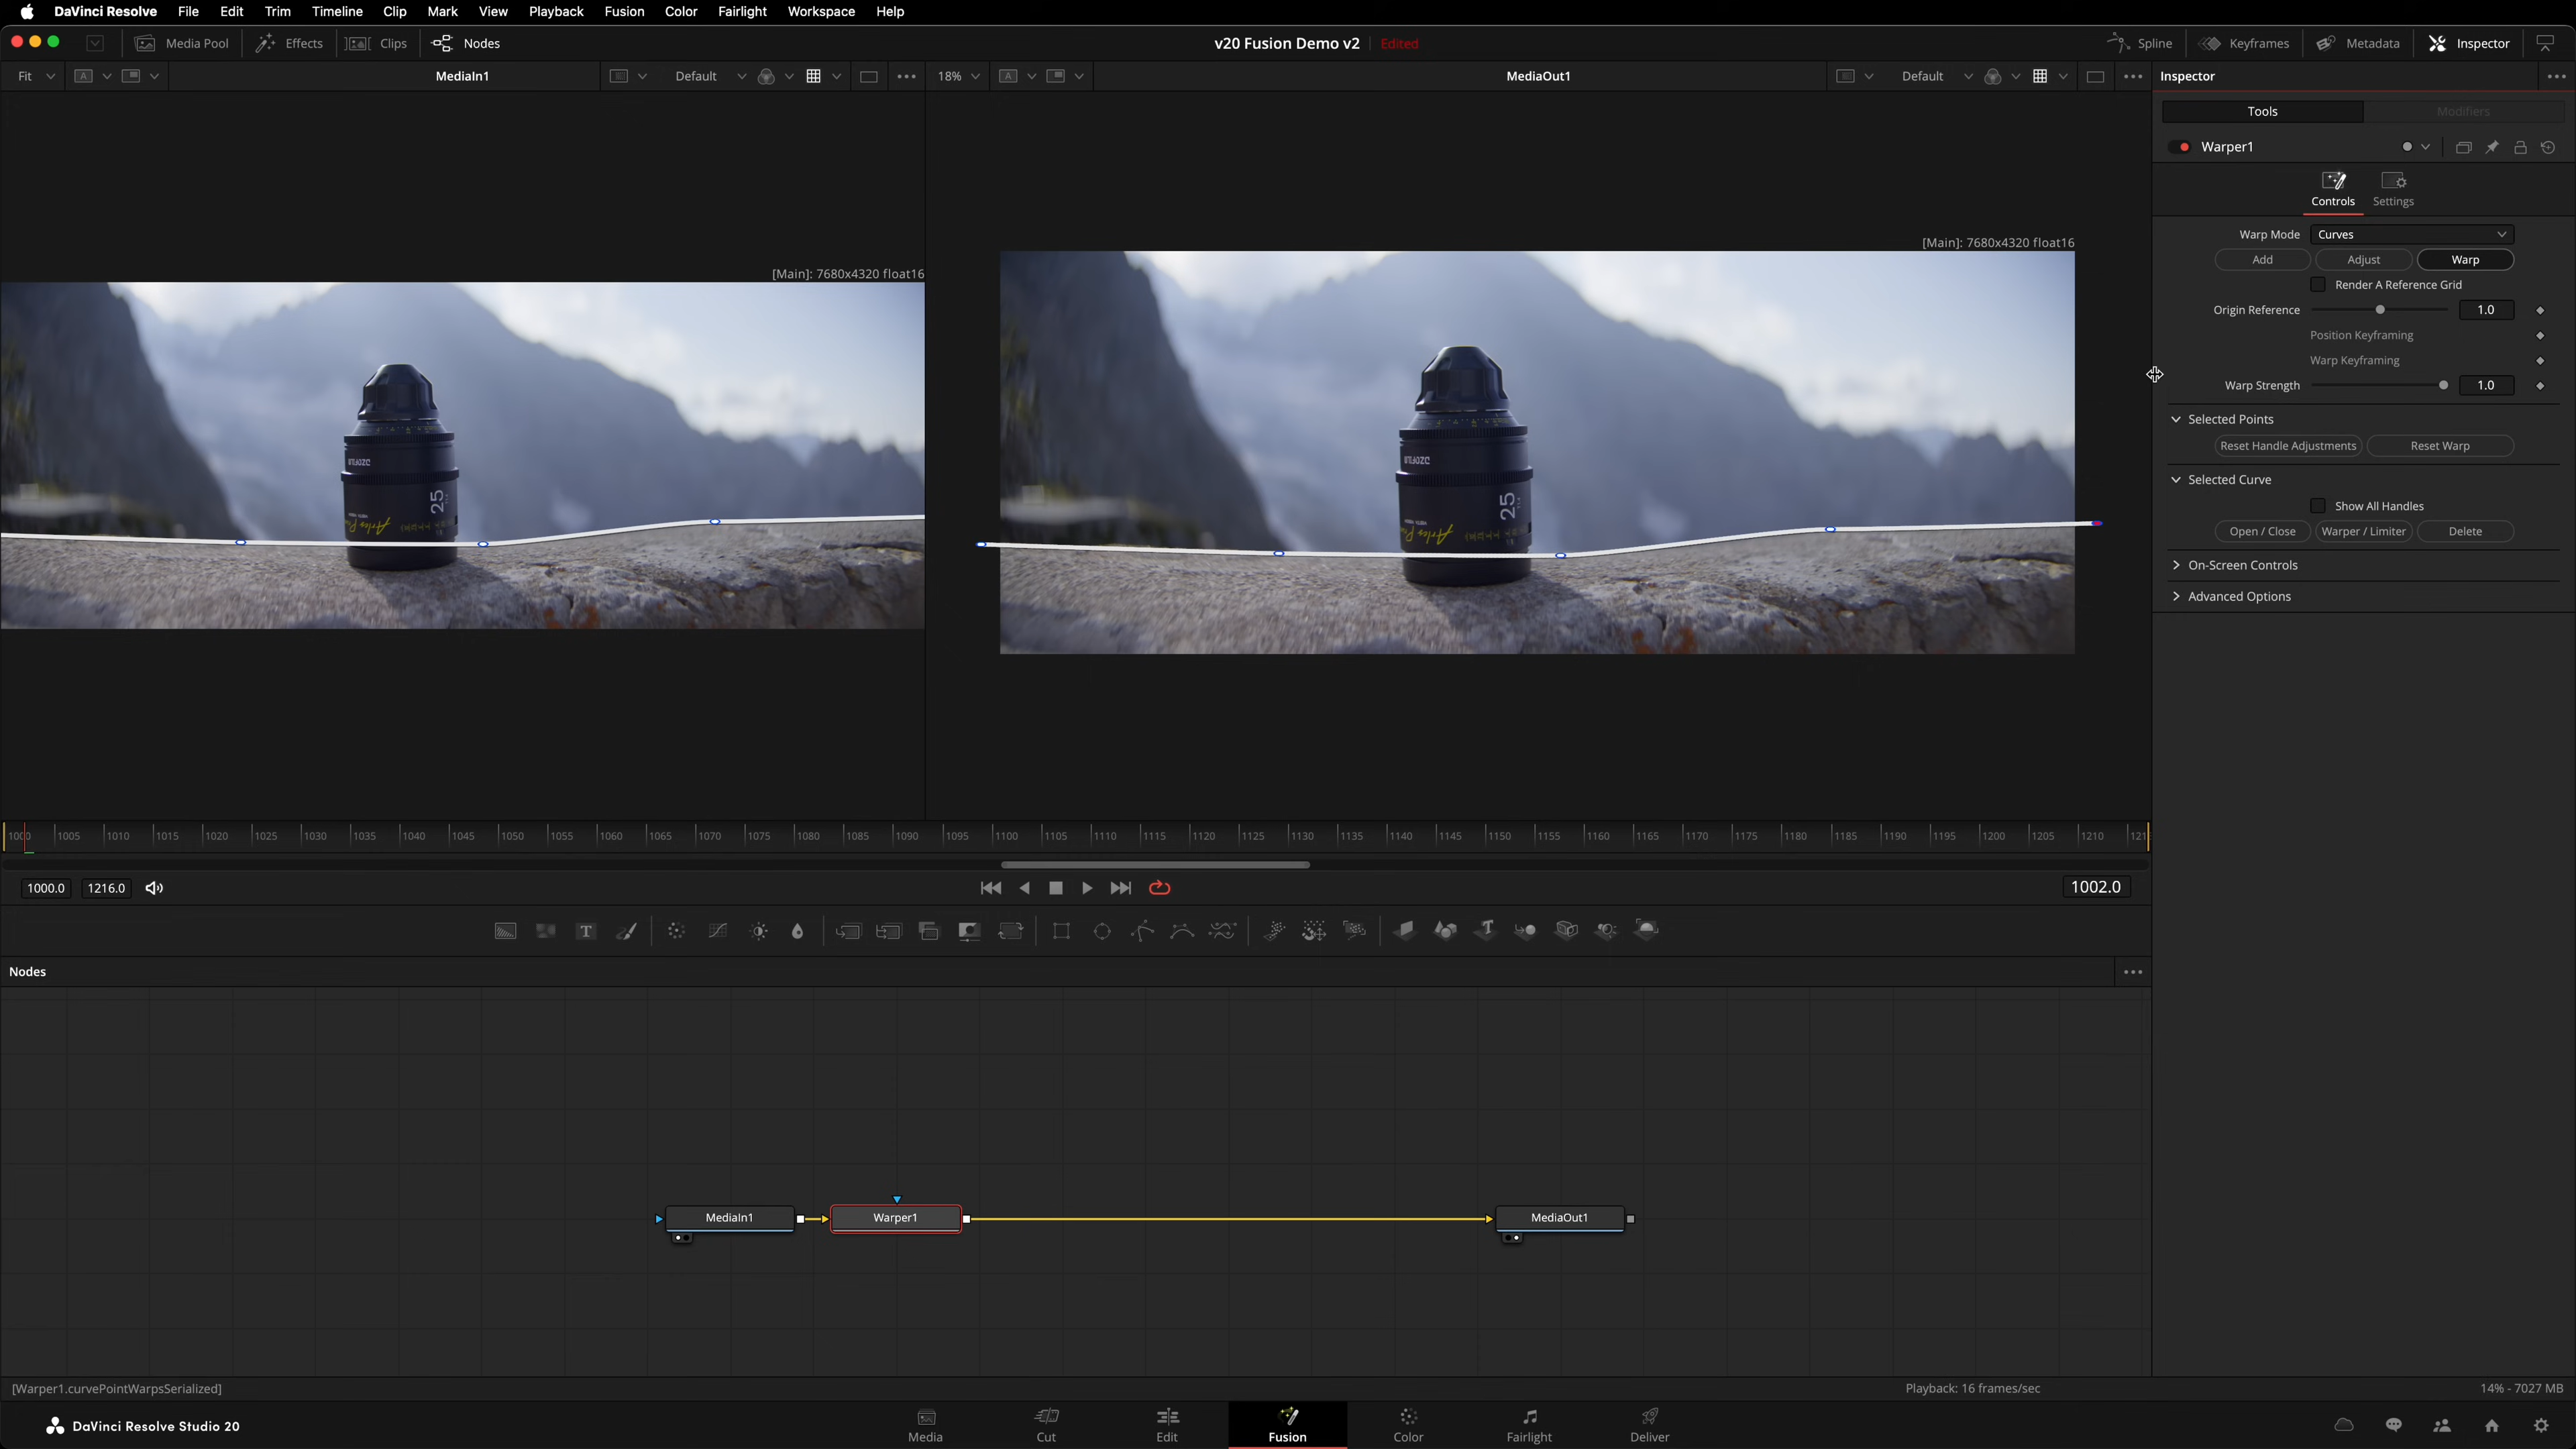 DaVinci Resolve File Edit Trim Timeline Clip Mark View Playback Fusion Color Fairlight Workspace Help
Media Pool Effects Clips Nodes v20 Fusion Demo v2 Edited Spline Keyframes Metadata Inspector
Fit A MediaIn1 Default 18% A MediaOut1 Default Inspector
Tools Modifiers
Warper1
Controls Settings
Warp Mode Curves
Add Adjust Warp
Render A Reference Grid
Origin Reference 1.0
Position Keyframing
Warp Keyframing
Warp Strength 1.0
Selected Points
Reset Handle Adjustments Reset Warp
Selected Curve
Show All Handles
Open / Close Warper / Limiter Delete
On-Screen Controls
Advanced Options
[Main]: 7680x4320 float16
DZOFILM
25
[Main]: 7680x4320 float16
DZOFILM
25
1000 1005 1010 1015 1020 1025 1030 1035 1040 1045 1050 1055 1060 1065 1070 1075 1080 1085 1090 1095 1100 1105 1110 1115 1120 1125 1130 1135 1140 1145 1150 1155 1160 1165 1170 1175 1180 1185 1190 1195 1200 1205 1210
1000.0 1216.0 1002.0
Nodes
MediaIn1 Warper1 MediaOut1
[Warper1.curvePointWarpsSerialized] Playback: 16 frames/sec 14% - 7027 MB
DaVinci Resolve Studio 20 Media Cut Edit Fusion Color Fairlight Deliver